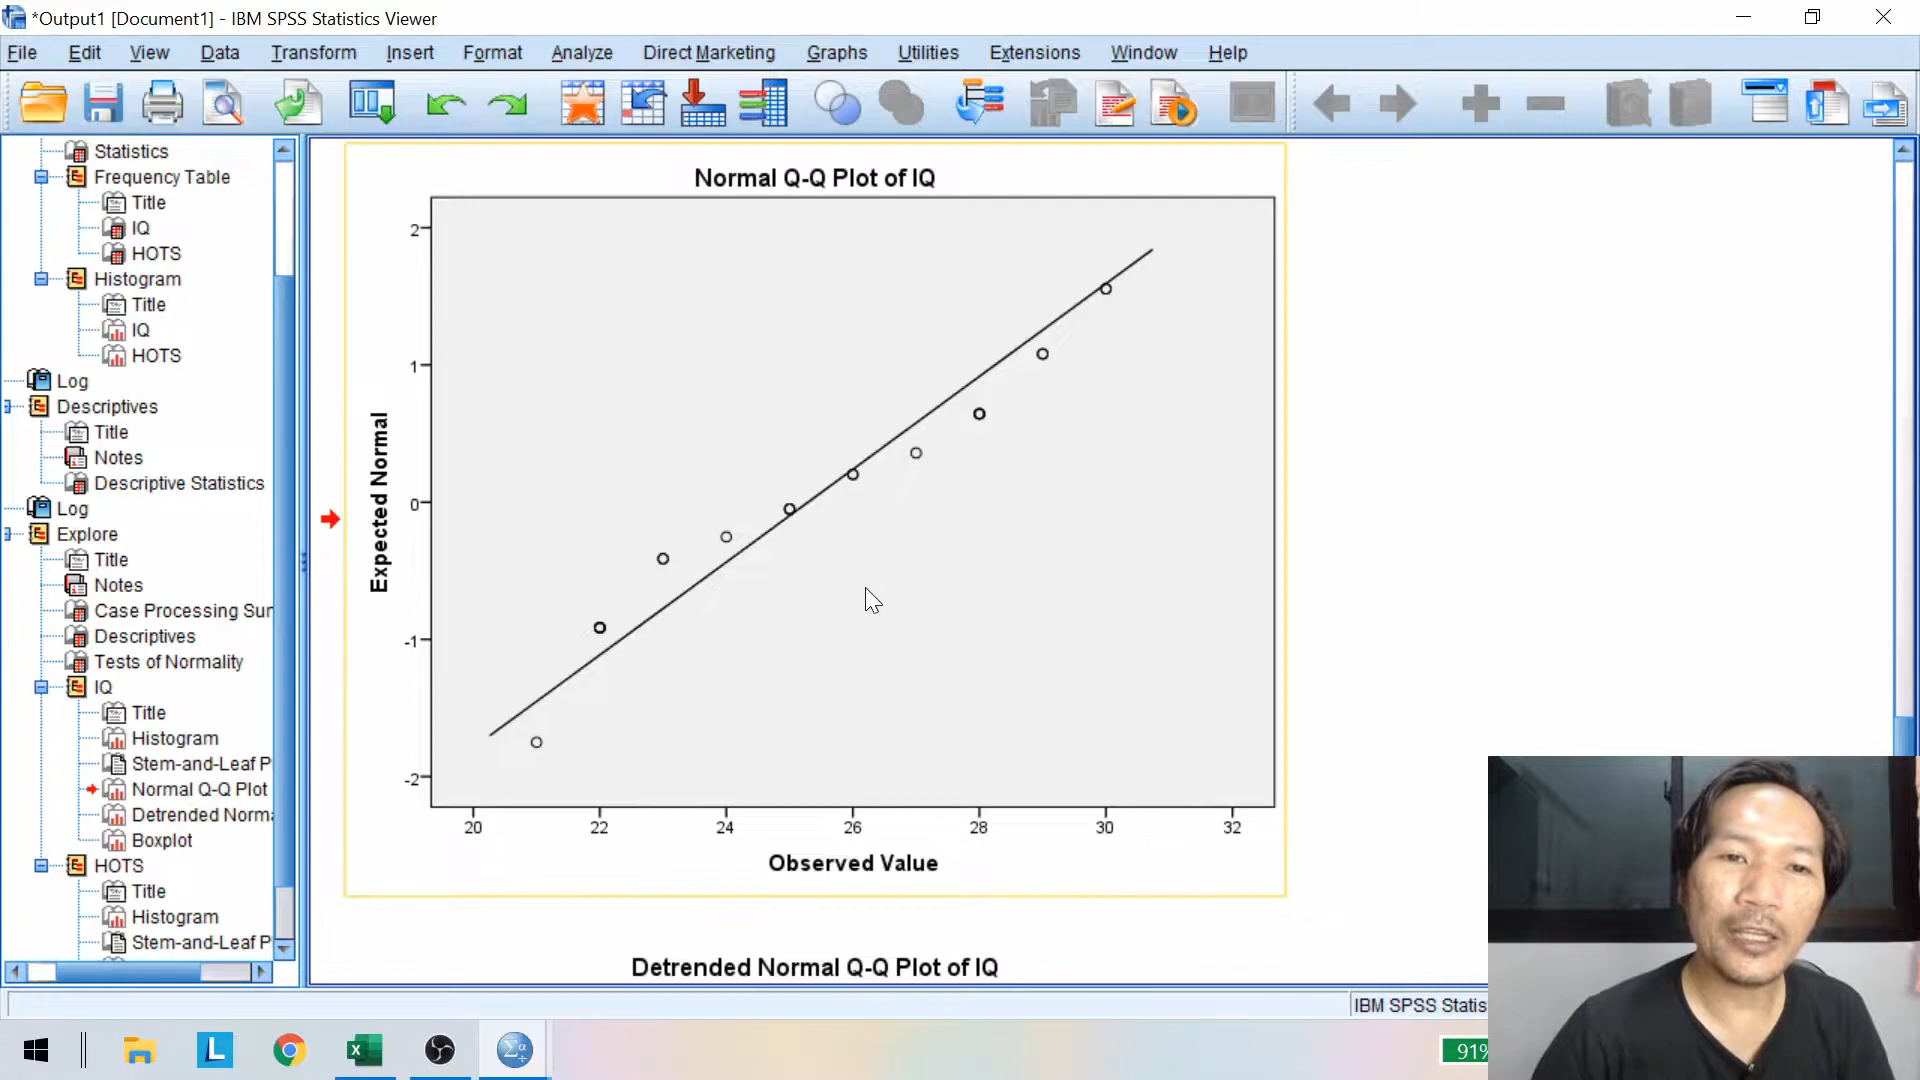 *Output1 [Document1] - IBM SPSS Statistics Viewer
File Edit View Data Transform Insert Format Analyze Direct Marketing Graphs Utilities Extensions Window Help
Statistics
Frequency Table
Title
IQ
HOTS
Histogram
Title
IQ
HOTS
Log
Descriptives
Title
Notes
Descriptive Statistics
Log
Explore
Title
Notes
Case Processing Sur
Descriptives
Tests of Normality
IQ
Title
Histogram
Stem-and-Leaf P
Normal Q-Q Plot
Detrended Norma
Boxplot
HOTS
Title
Histogram
Stem-and-Leaf P
Normal Q-Q Plot of IQ
2
1
0
-1
-2
Expected Normal
20 22 24 26 28 30 32
Observed Value
Detrended Normal Q-Q Plot of IQ
IBM SPSS Statis
91%